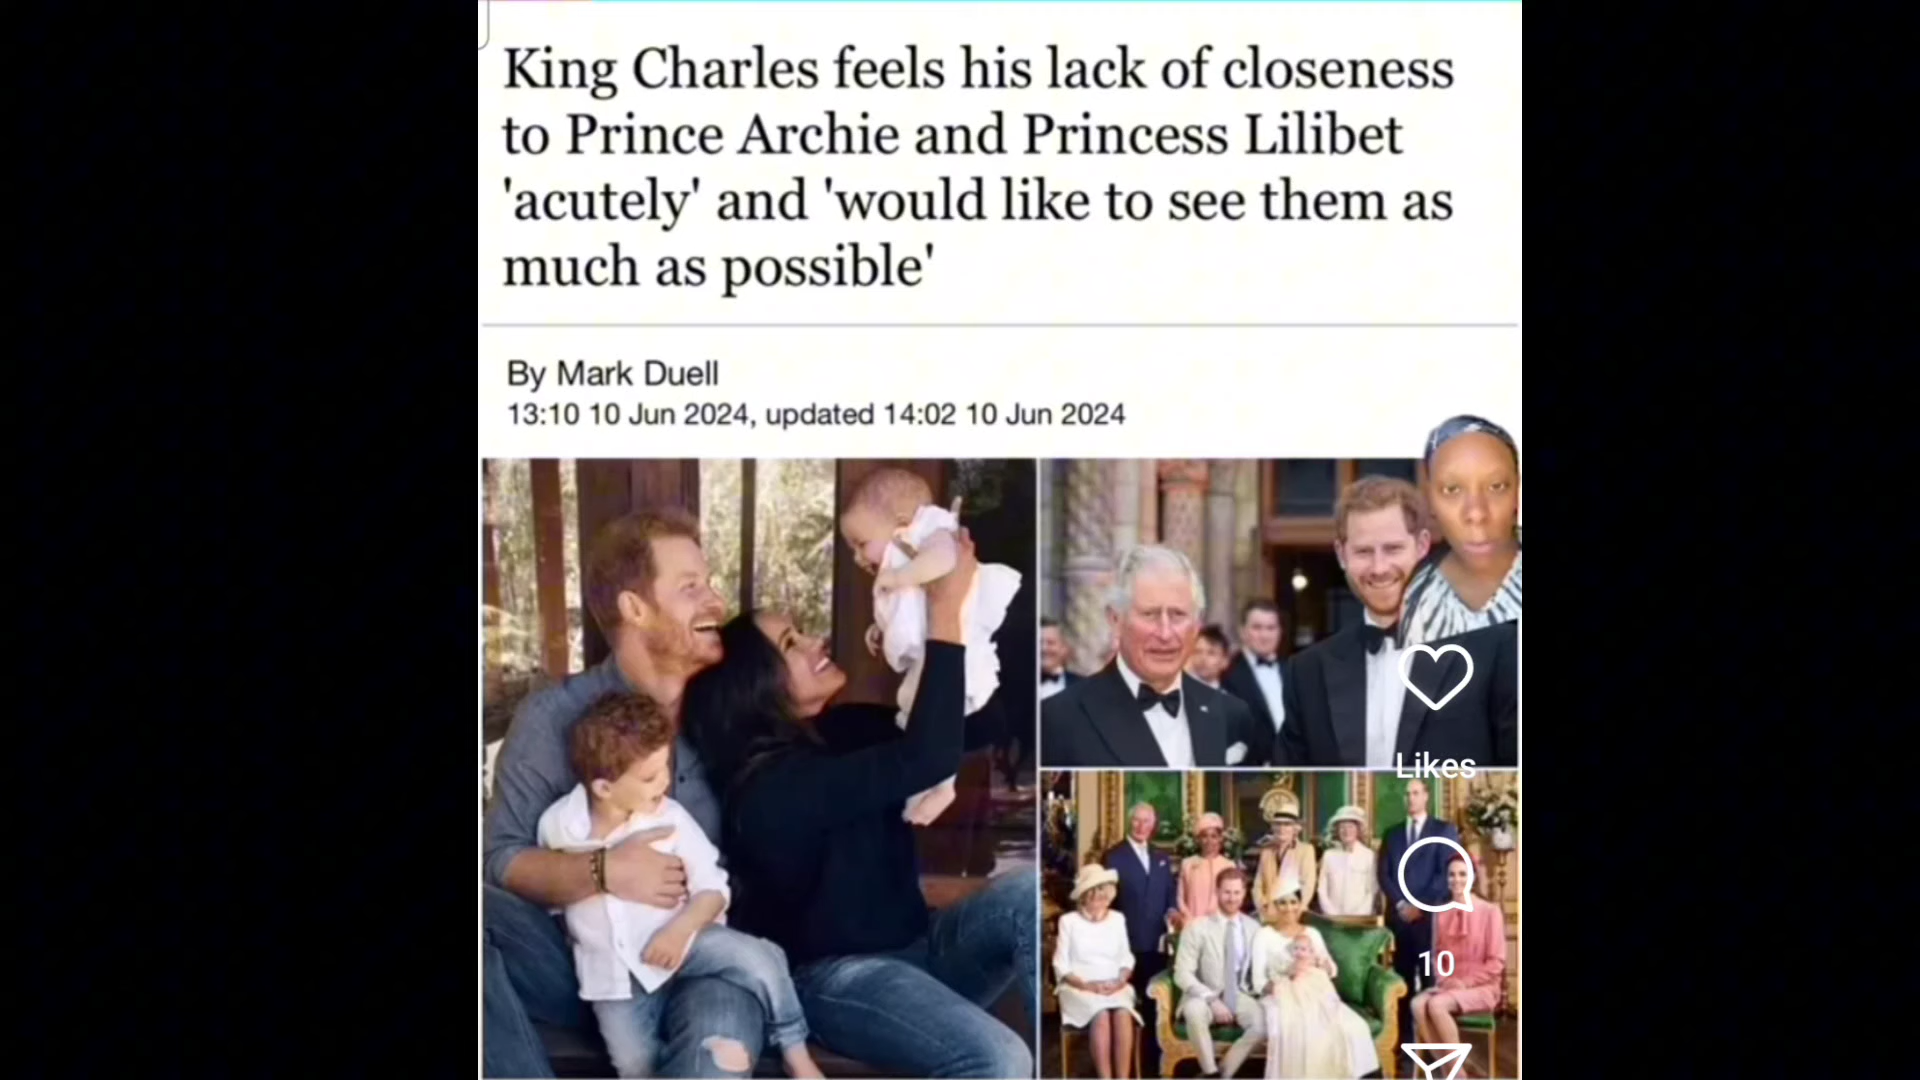 King Charles feels his lack of closeness
to Prince Archie and Princess Lilibet
'acutely' and 'would like to see them as
much as possible'
By Mark Duell
13:10 10 Jun 2024, updated 14:02 10 Jun 2024
Likes
10